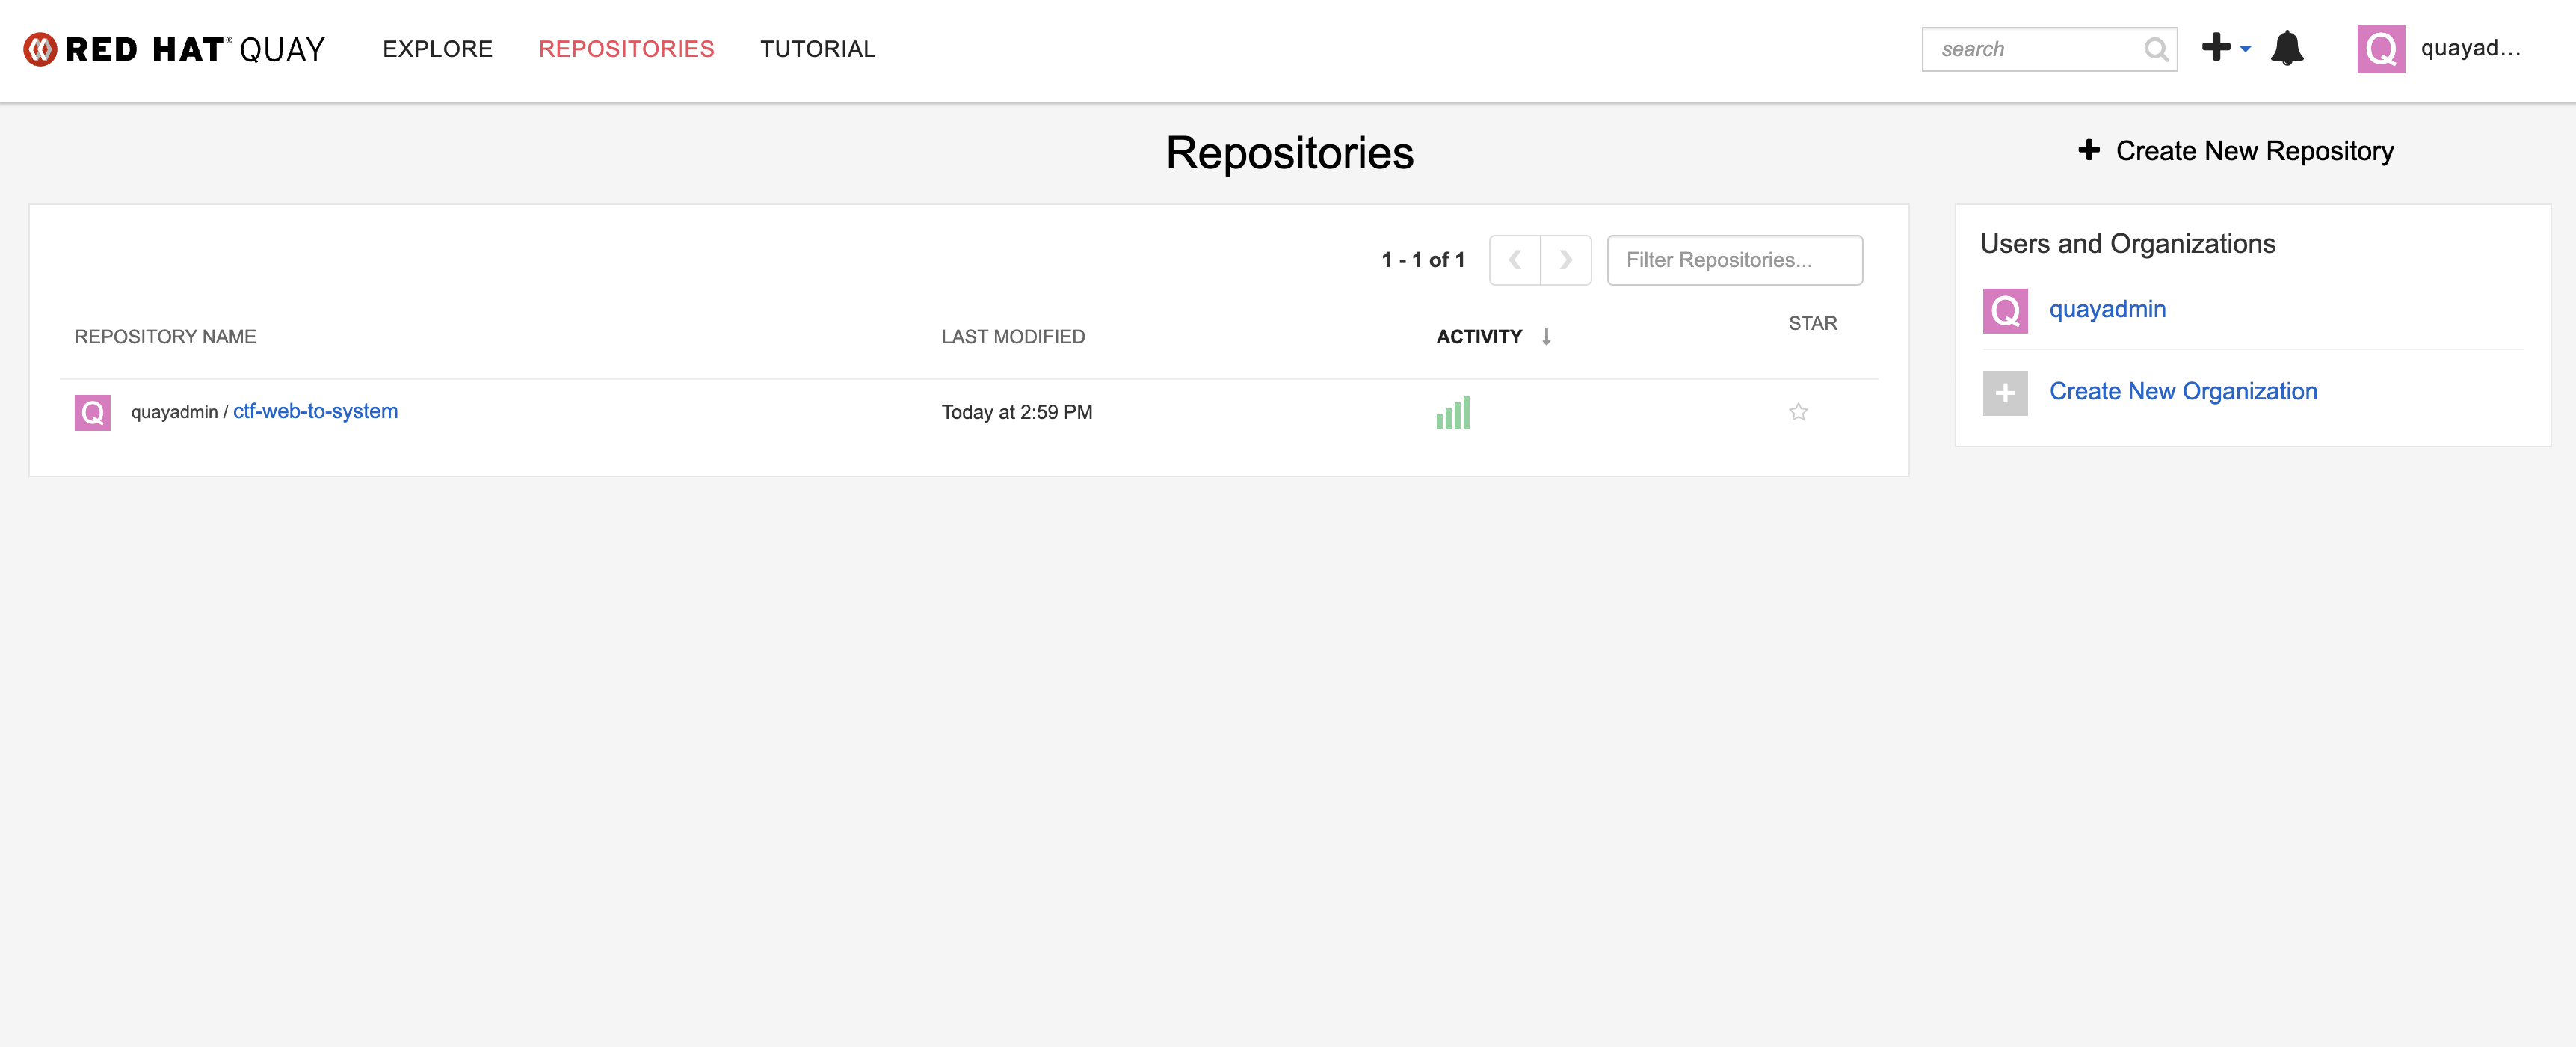 RED HAT® QUAY EXPLORE REPOSITORIES TUTORIAL search Q quayad...
Repositories
Create New Repository
1 - 1 of 1 Filter Repositories...
REPOSITORY NAME LAST MODIFIED ACTIVITY STAR
Q quayadmin / ctf-web-to-system Today at 2:59 PM
Users and Organizations
Q quayadmin
Create New Organization